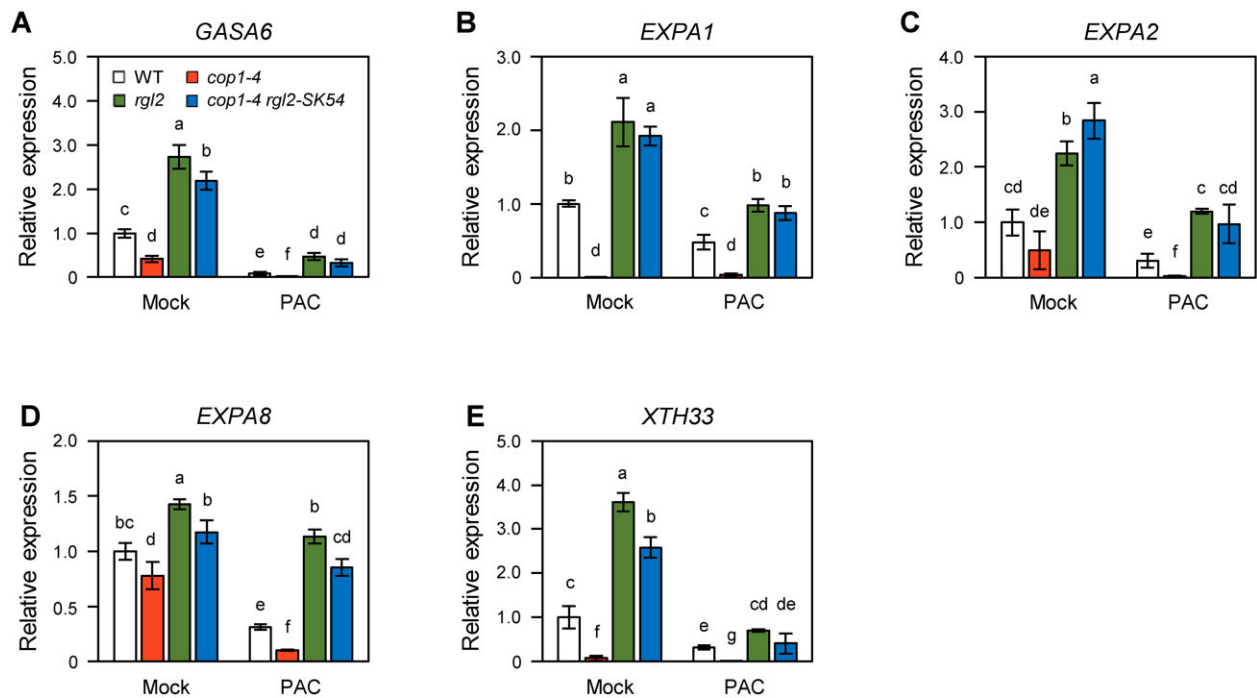 A GASA6
Relative expression
5.0
4.0
3.0
2.0
1.0
0
WT cop1-4
rgl2 cop1-4 rgl2-SK54
c d a b e f d d
Mock PAC
B EXPA1
Relative expression
3.0
2.0
1.0
0
b d a a c d b b
Mock PAC
C EXPA2
Relative expression
4.0
3.0
2.0
1.0
0
cd de b a e f c cd
Mock PAC
D EXPA8
Relative expression
2.0
1.5
1.0
0.5
0
bc d a b e f b cd
Mock PAC
E XTH33
Relative expression
5.0
4.0
3.0
2.0
1.0
0
c f a b e g cd de
Mock PAC